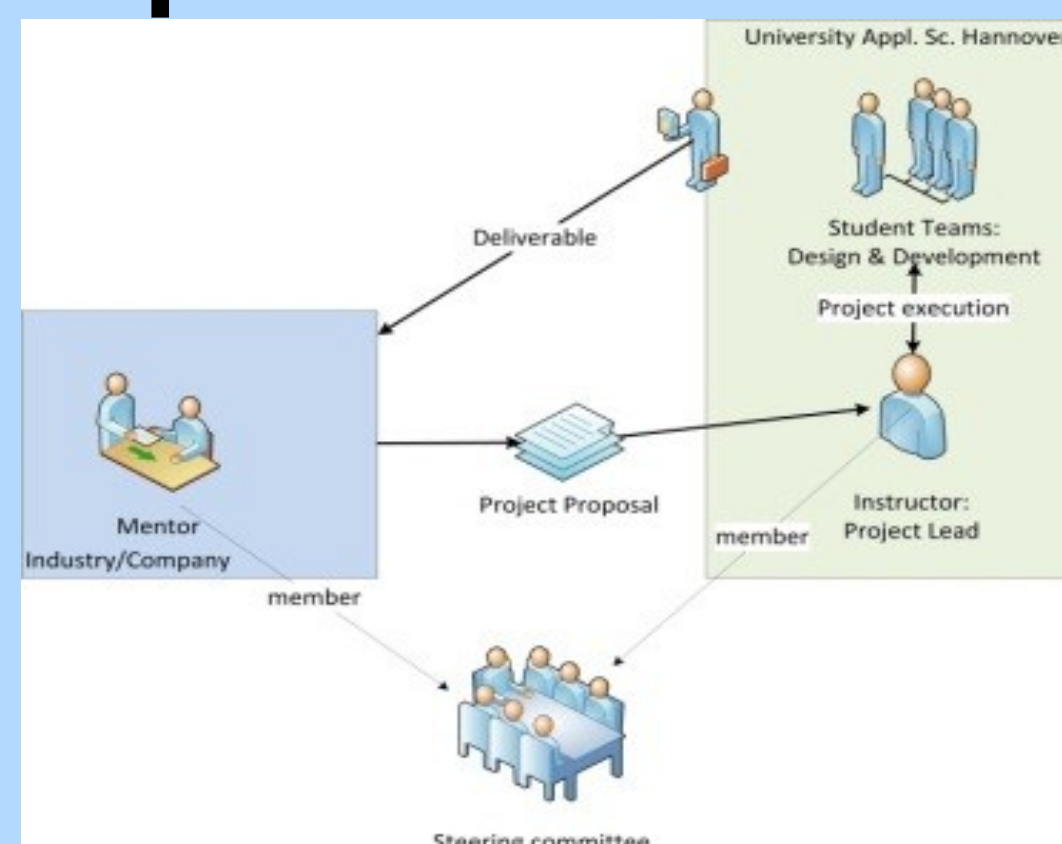 University Appl. Sc. Hannover
Student Teams:
Design & Development
Deliverable
Project execution
Project Proposal
Instructor:
Project Lead
Mentor
Industry/Company
member
member
Steering committee